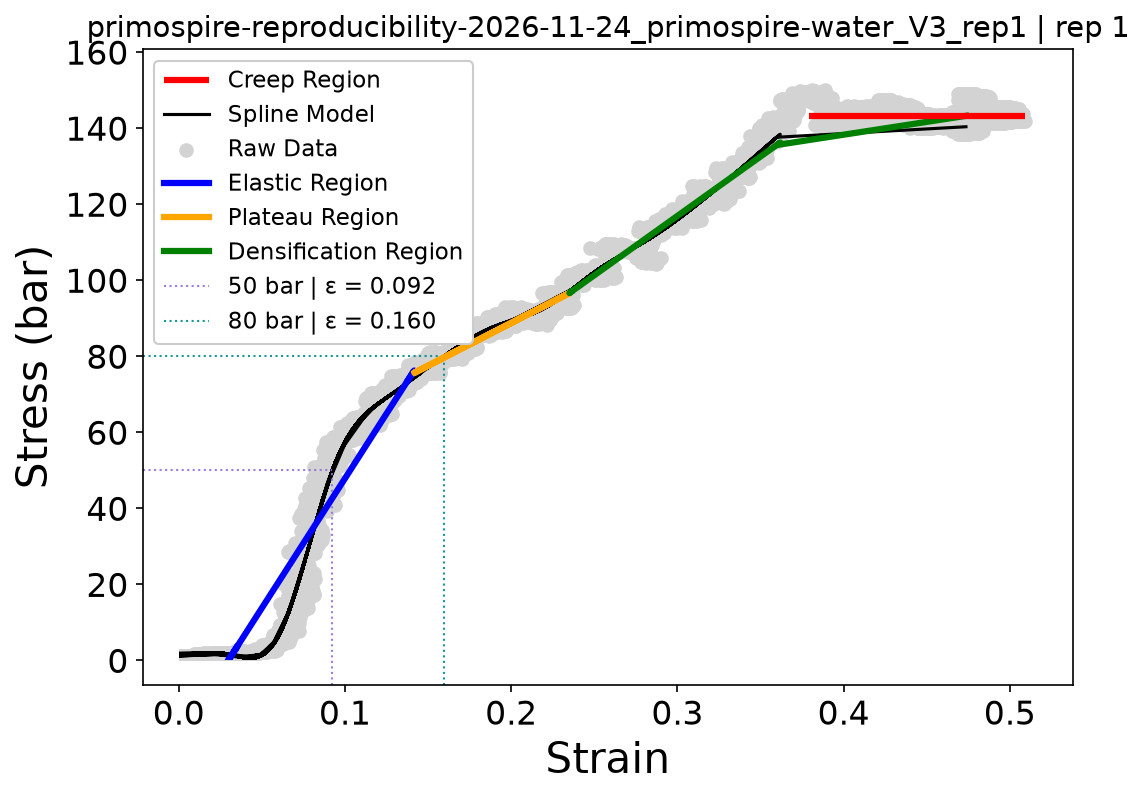 primospire-reproducibility-2026-11-24_primospire-water_V3_rep1 | rep 1
160
140
120
100
80
60
40
20
0
Stress (bar)
Creep Region
Spline Model
Raw Data
Elastic Region
Plateau Region
Densification Region
50 bar | ε = 0.092
80 bar | ε = 0.160
0.0 0.1 0.2 0.3 0.4 0.5
Strain